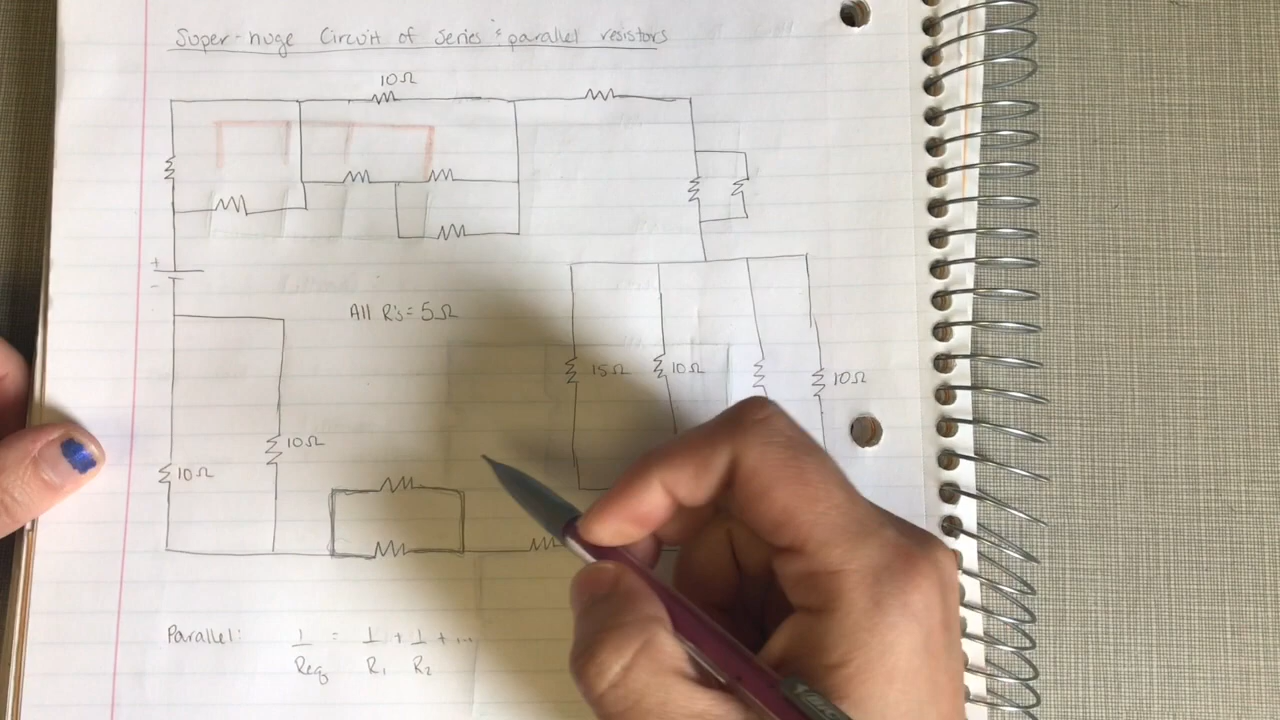 Super-huge Circuit of series & parallel resistors
10Ω
+
-
All R's = 5Ω
15Ω
10Ω
10Ω
10Ω
10Ω
Parallel: 1/Req = 1/R1 + 1/R2 + ...